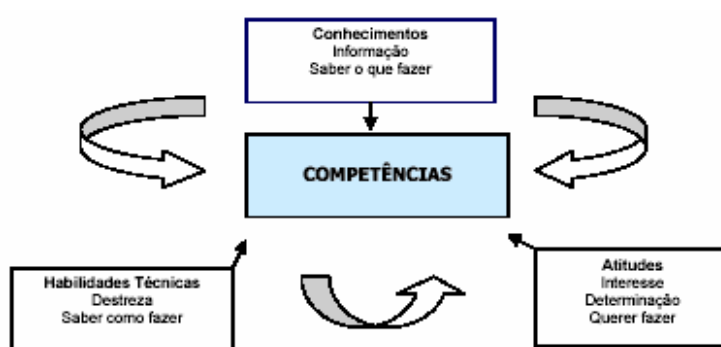 Conhecimentos
Informação
Saber o que fazer
COMPETÊNCIAS
Habilidades Técnicas
Destreza
Saber como fazer
Atitudes
Interesse
Determinação
Querer fazer